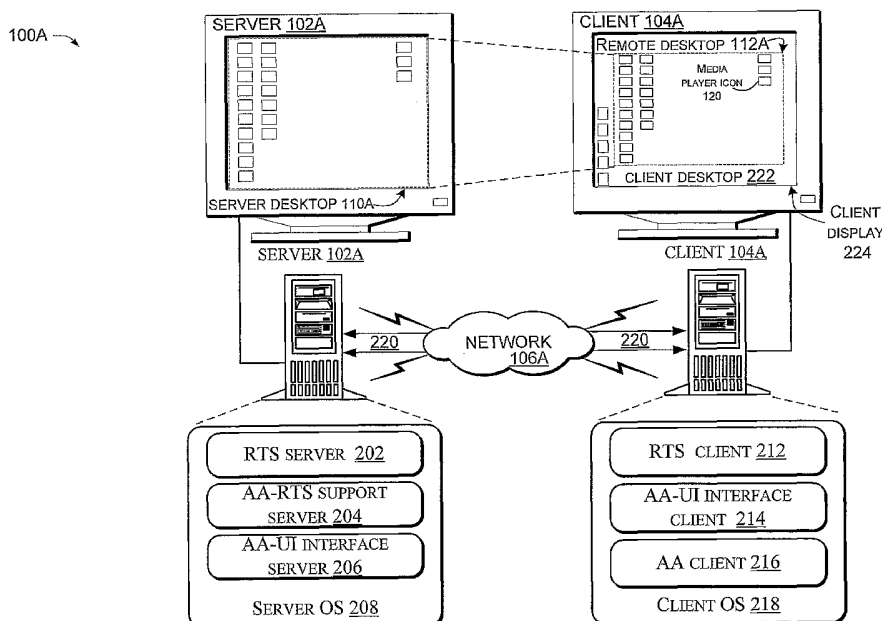 100A
SERVER 102A
SERVER DESKTOP 110A
CLIENT 104A
REMOTE DESKTOP 112A
MEDIA
PLAYER ICON
120
CLIENT DESKTOP 222
CLIENT
DISPLAY
224
SERVER 102A
CLIENT 104A
220
NETWORK
106A
220
RTS SERVER 202
AA-RTS SUPPORT
SERVER 204
AA-UI INTERFACE
SERVER 206
SERVER OS 208
RTS CLIENT 212
AA-UI INTERFACE
CLIENT 214
AA CLIENT 216
CLIENT OS 218